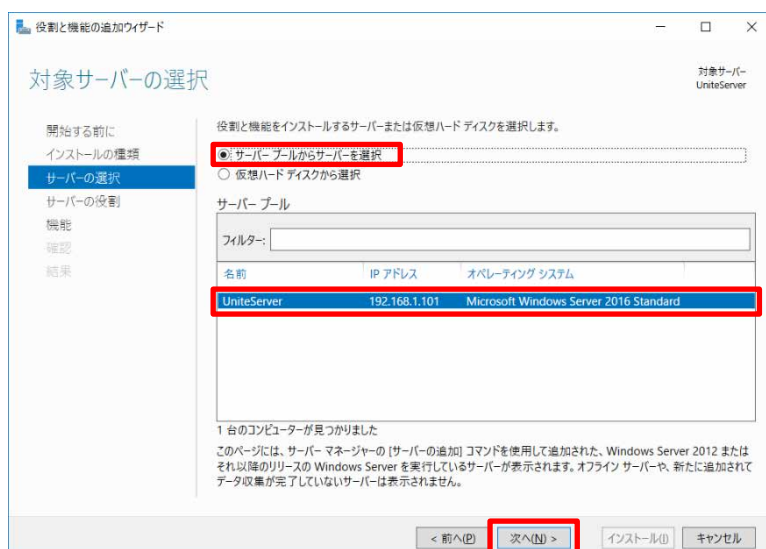 役割と機能の追加ウィザード
対象サーバーの選択
対象サーバー
UniteServer
開始する前に
インストールの種類
サーバーの選択
サーバーの役割
機能
確認
結果
役割と機能をインストールするサーバーまたは仮想ハード ディスクを選択します。
サーバー プールからサーバーを選択
仮想ハード ディスクから選択
サーバー プール
フィルター:
名前 IP アドレス オペレーティング システム
UniteServer 192.168.1.101 Microsoft Windows Server 2016 Standard
1 台のコンピューターが見つかりました
このページには、サーバー マネージャーの [サーバーの追加] コマンドを使用して追加された、Windows Server 2012 または
それ以降のリリースの Windows Server を実行しているサーバーが表示されます。オフライン サーバーや、新たに追加されて
データ収集が完了していないサーバーは表示されません。
< 前へ(P) 次へ(N) > インストール(I) キャンセル